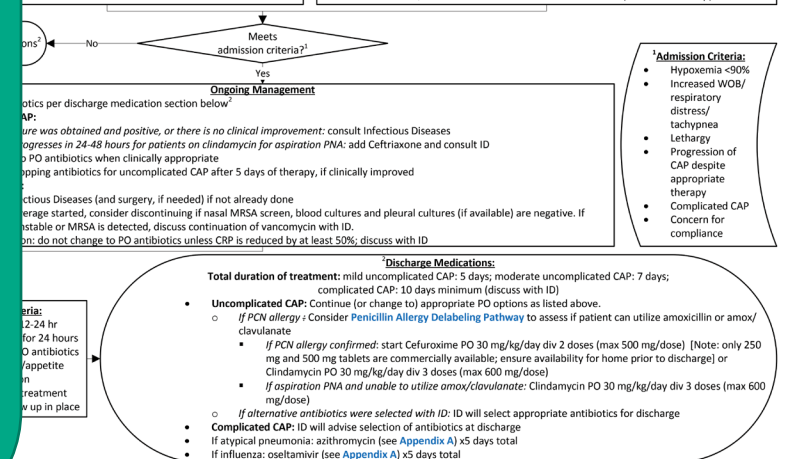 Meets
admission criteria?1
No
ons2
Yes
1Admission Criteria:
• Hypoxemia <90%
• Increased WOB/
respiratory
distress/
tachypnea
• Lethargy
• Progression of
CAP despite
appropriate
therapy
• Complicated CAP
• Concern for
compliance
Ongoing Management
otics per discharge medication section below2
AP:
ure was obtained and positive, or there is no clinical improvement: consult Infectious Diseases
ogresses in 24-48 hours for patients on clindamycin for aspiration PNA: add Ceftriaxone and consult ID
o PO antibiotics when clinically appropriate
opping antibiotics for uncomplicated CAP after 5 days of therapy, if clinically improved
:
ctious Diseases (and surgery, if needed) if not already done
verage started, consider discontinuing if nasal MRSA screen, blood cultures and pleural cultures (if available) are negative. If
nstable or MRSA is detected, discuss continuation of vancomycin with ID.
on: do not change to PO antibiotics unless CRP is reduced by at least 50%; discuss with ID
eria:
12-24 hr
for 24 hours
O antibiotics
/appetite
on
treatment
w up in place
2Discharge Medications:
Total duration of treatment: mild uncomplicated CAP: 5 days; moderate uncomplicated CAP: 7 days;
complicated CAP: 10 days minimum (discuss with ID)
• Uncomplicated CAP: Continue (or change to) appropriate PO options as listed above.
o If PCN allergy : Consider Penicillin Allergy Delabeling Pathway to assess if patient can utilize amoxicillin or amox/
clavulanate
▪ If PCN allergy confirmed: start Cefuroxime PO 30 mg/kg/day div 2 doses (max 500 mg/dose) [Note: only 250
mg and 500 mg tablets are commercially available; ensure availability for home prior to discharge] or
Clindamycin PO 30 mg/kg/day div 3 doses (max 600 mg/dose)
▪ If aspiration PNA and unable to utilize amox/clavulanate: Clindamycin PO 30 mg/kg/day div 3 doses (max 600
mg/dose)
o If alternative antibiotics were selected with ID: ID will select appropriate antibiotics for discharge
• Complicated CAP: ID will advise selection of antibiotics at discharge
• If atypical pneumonia: azithromycin (see Appendix A) x5 days total
• If influenza: oseltamivir (see Appendix A) x5 days total